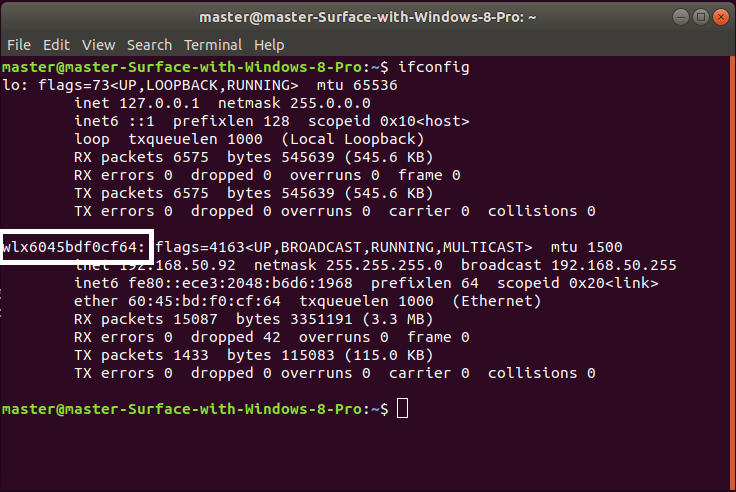 master@master-Surface-with-Windows-8-Pro: ~
File Edit View Search Terminal Help
master@master-Surface-with-Windows-8-Pro:~$ ifconfig
lo: flags=73<UP,LOOPBACK,RUNNING>  mtu 65536
        inet 127.0.0.1  netmask 255.0.0.0
        inet6 ::1  prefixlen 128  scopeid 0x10<host>
        loop  txqueuelen 1000  (Local Loopback)
        RX packets 6575  bytes 545639 (545.6 KB)
        RX errors 0  dropped 0  overruns 0  frame 0
        TX packets 6575  bytes 545639 (545.6 KB)
        TX errors 0  dropped 0 overruns 0  carrier 0  collisions 0
wlx6045bdf0cf64: flags=4163<UP,BROADCAST,RUNNING,MULTICAST>  mtu 1500
        inet 192.168.50.92  netmask 255.255.255.0  broadcast 192.168.50.255
        inet6 fe80::ece3:2048:b6d6:1968  prefixlen 64  scopeid 0x20<link>
        ether 60:45:bd:f0:cf:64  txqueuelen 1000  (Ethernet)
        RX packets 15087  bytes 3351191 (3.3 MB)
        RX errors 0  dropped 42  overruns 0  frame 0
        TX packets 1433  bytes 115083 (115.0 KB)
        TX errors 0  dropped 0 overruns 0  carrier 0  collisions 0
master@master-Surface-with-Windows-8-Pro:~$